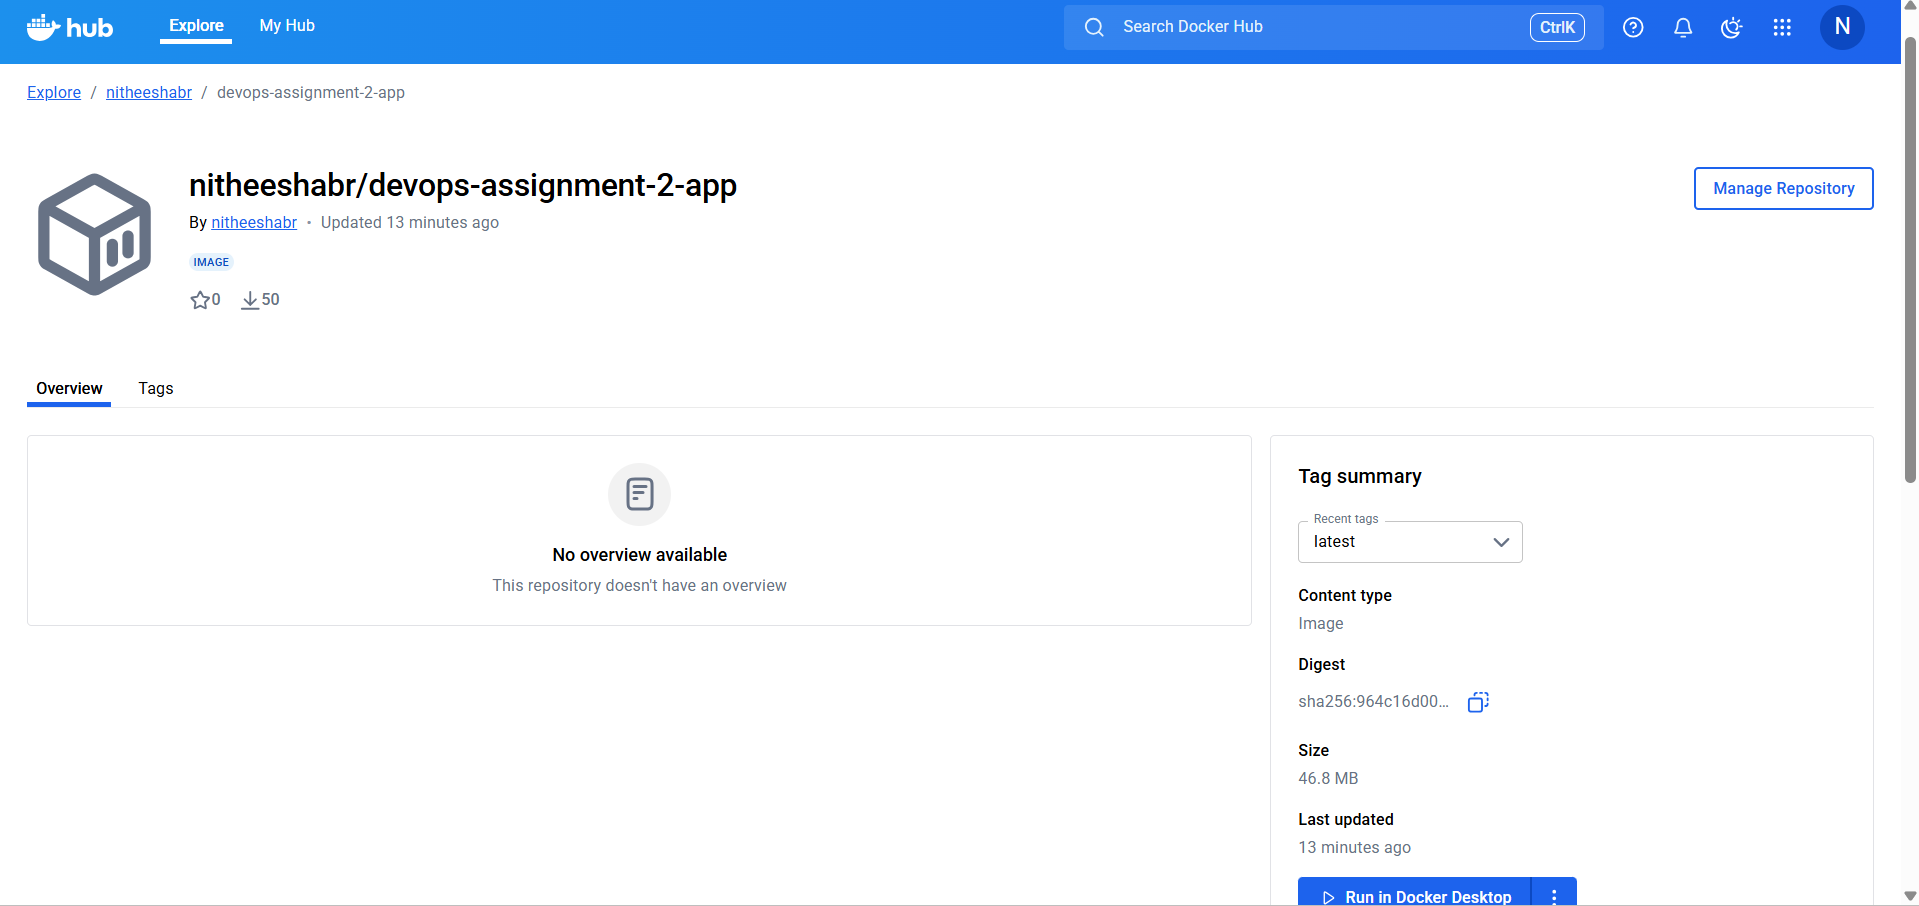 hub
Explore
My Hub
Search Docker Hub
CtrlK
N
Explore / nitheeshabr / devops-assignment-2-app
nitheeshabr/devops-assignment-2-app
Manage Repository
By nitheeshabr • Updated 13 minutes ago
IMAGE
0
50
Overview
Tags
No overview available
This repository doesn't have an overview
Tag summary
Recent tags
latest
Content type
Image
Digest
sha256:964c16d00...
Size
46.8 MB
Last updated
13 minutes ago
Run in Docker Desktop